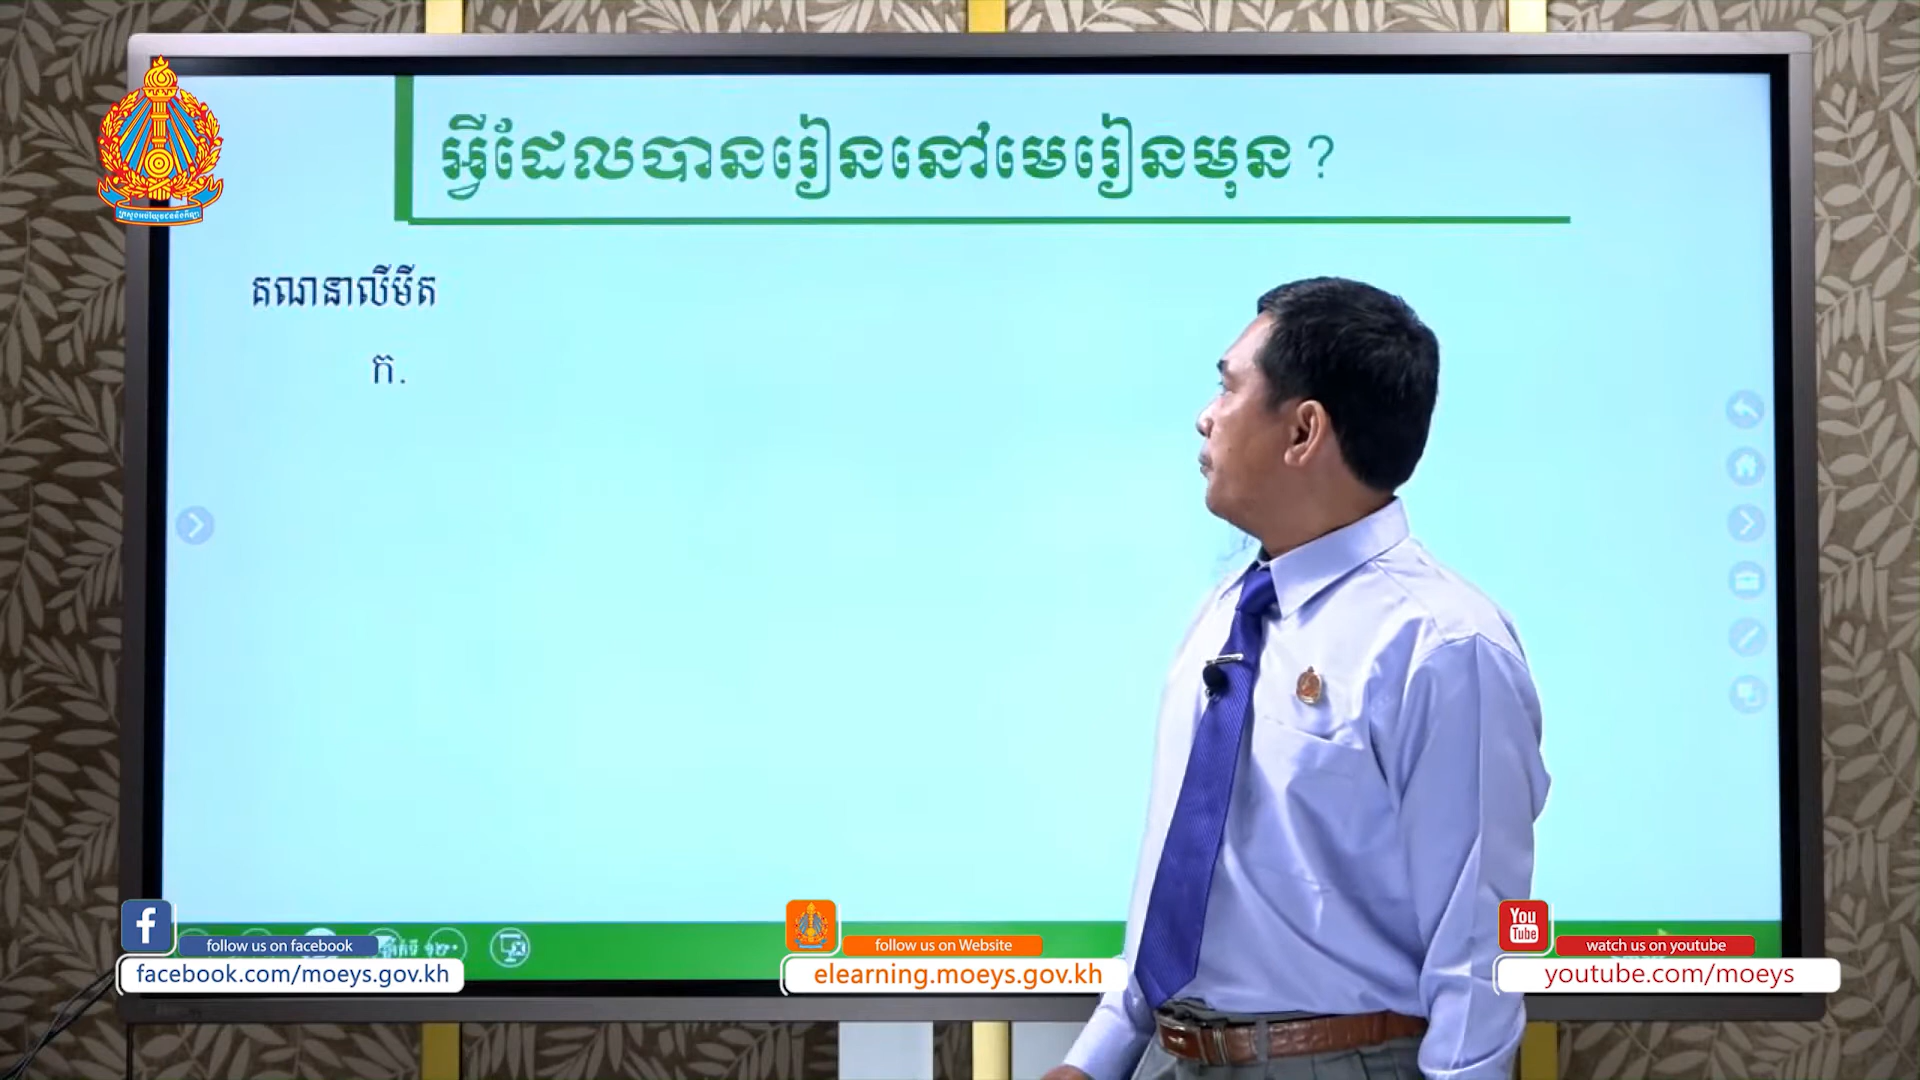 អ្វីដែលបានរៀននៅមេរៀនមុន?
គណនាលីមីត
ក.
follow us on facebook
facebook.com/moeys.gov.kh
follow us on Website
elearning.moeys.gov.kh
You
Tube
watch us on youtube
youtube.com/moeys